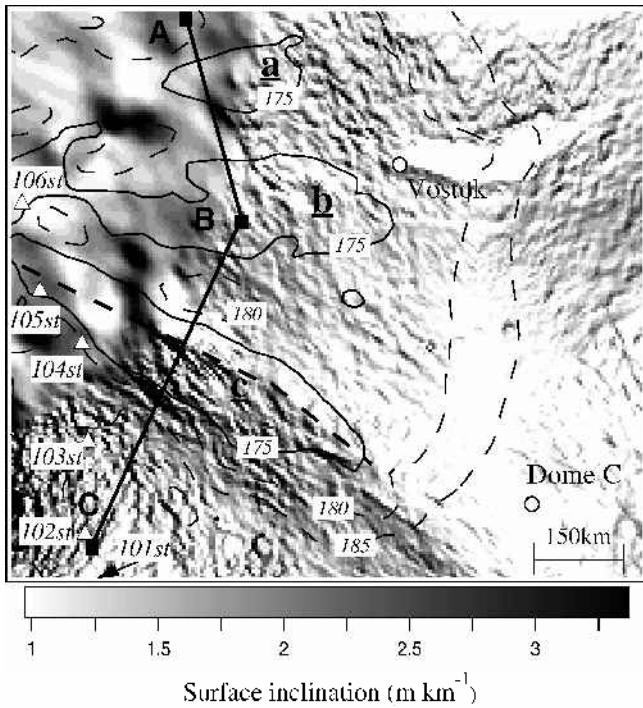 A
a
175
106st
Vostok
B
b
175
105st
180
104st
c
103st
175
Dome C
C
102st
180
101st
185
C
150km
1 1.5 2 2.5 3
Surface inclination (m km-1)